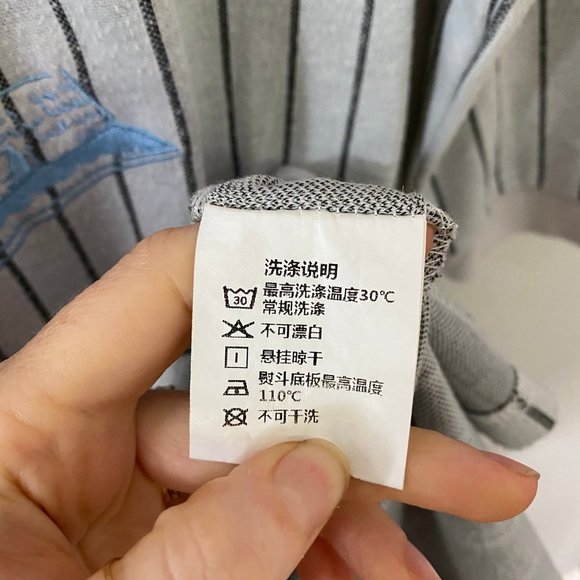 洗涤说明
30
最高洗涤温度30℃
常规洗涤
不可漂白
悬挂晾干
熨斗底板最高温度
110℃
不可干洗